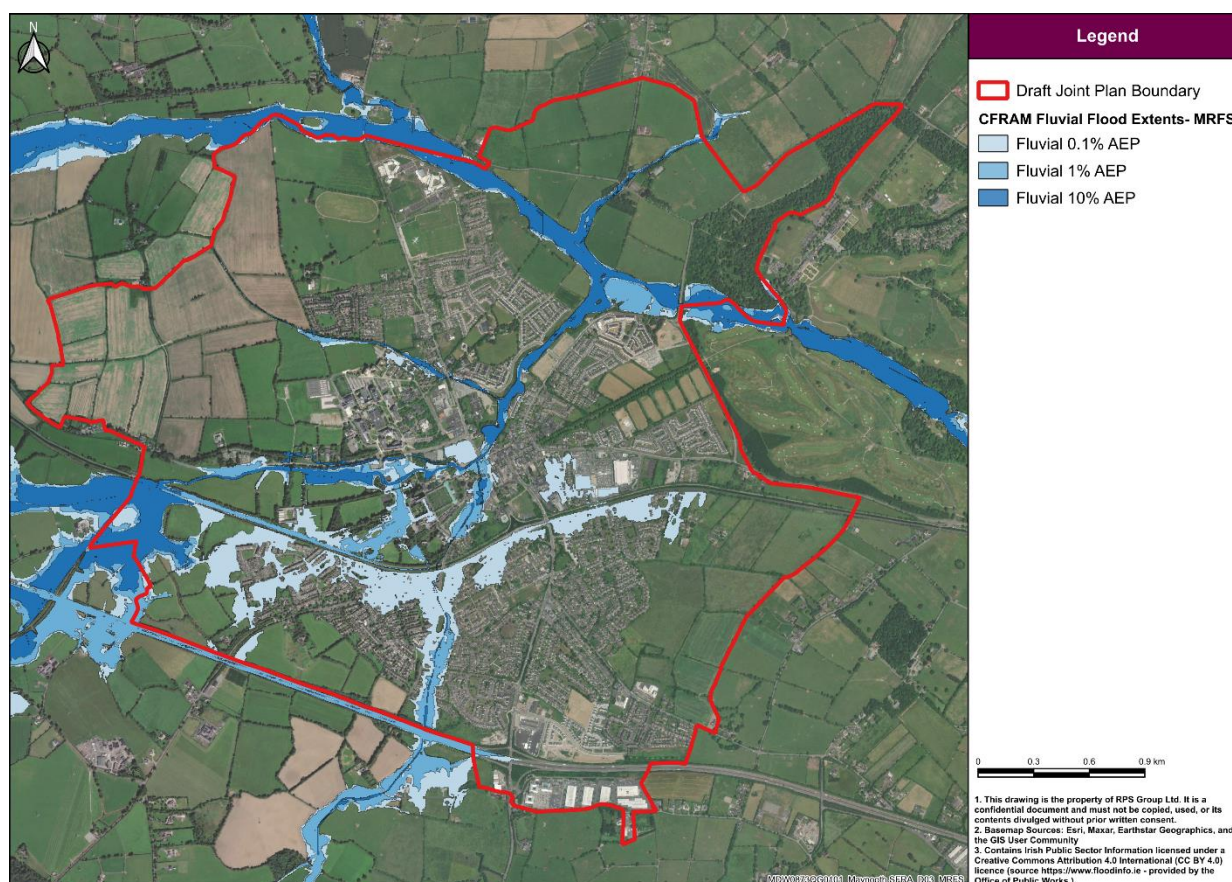 N
Legend
Draft Joint Plan Boundary
CFRAM Fluvial Flood Extents- MRFS
Fluvial 0.1% AEP
Fluvial 1% AEP
Fluvial 10% AEP
0 0.3 0.6 0.9 km
1. This drawing is the property of RPS Group Ltd. It is a
confidential document and must not be copied, used, or its
contents divulged without prior written consent.
2. Basemap Sources: Esri, Maxar, Earthstar Geographics, and
the GIS User Community
3. Contains Irish Public Sector Information licensed under a
Creative Commons Attribution 4.0 International (CC BY 4.0)
licence (source https://www.floodinfo.ie - provided by the
Office of Public Works.)